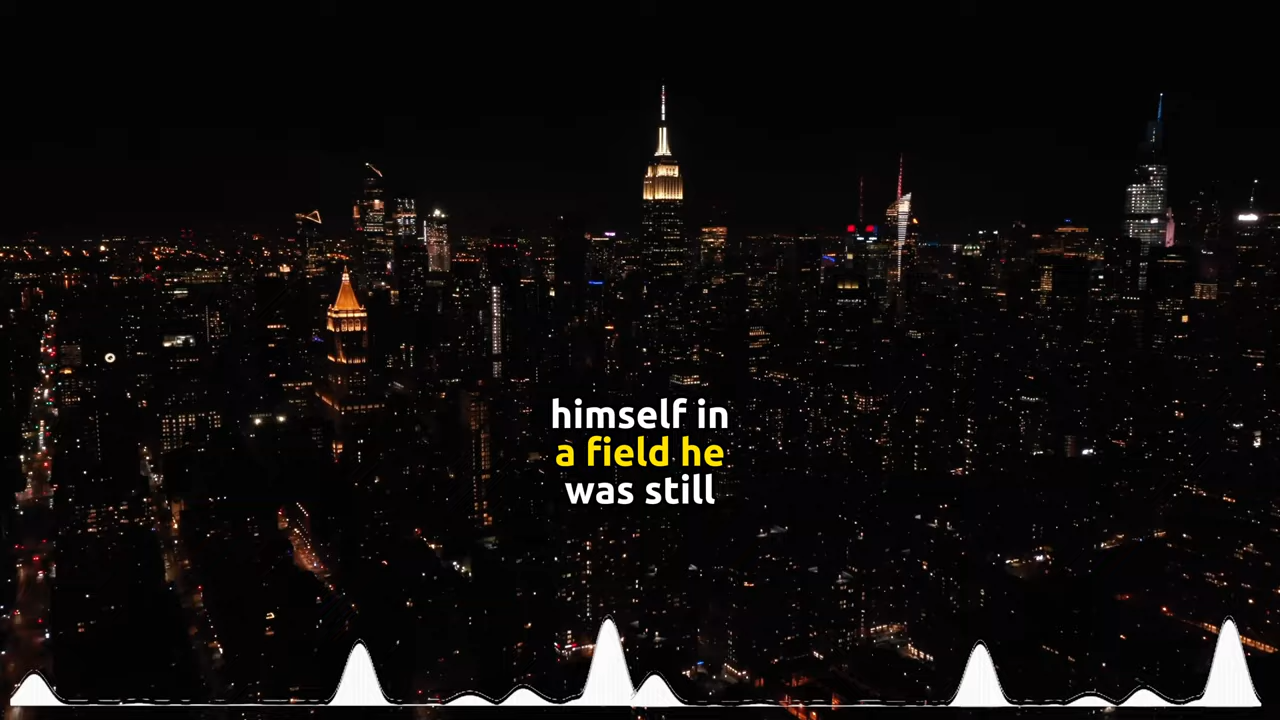 himself in
a field he
was still